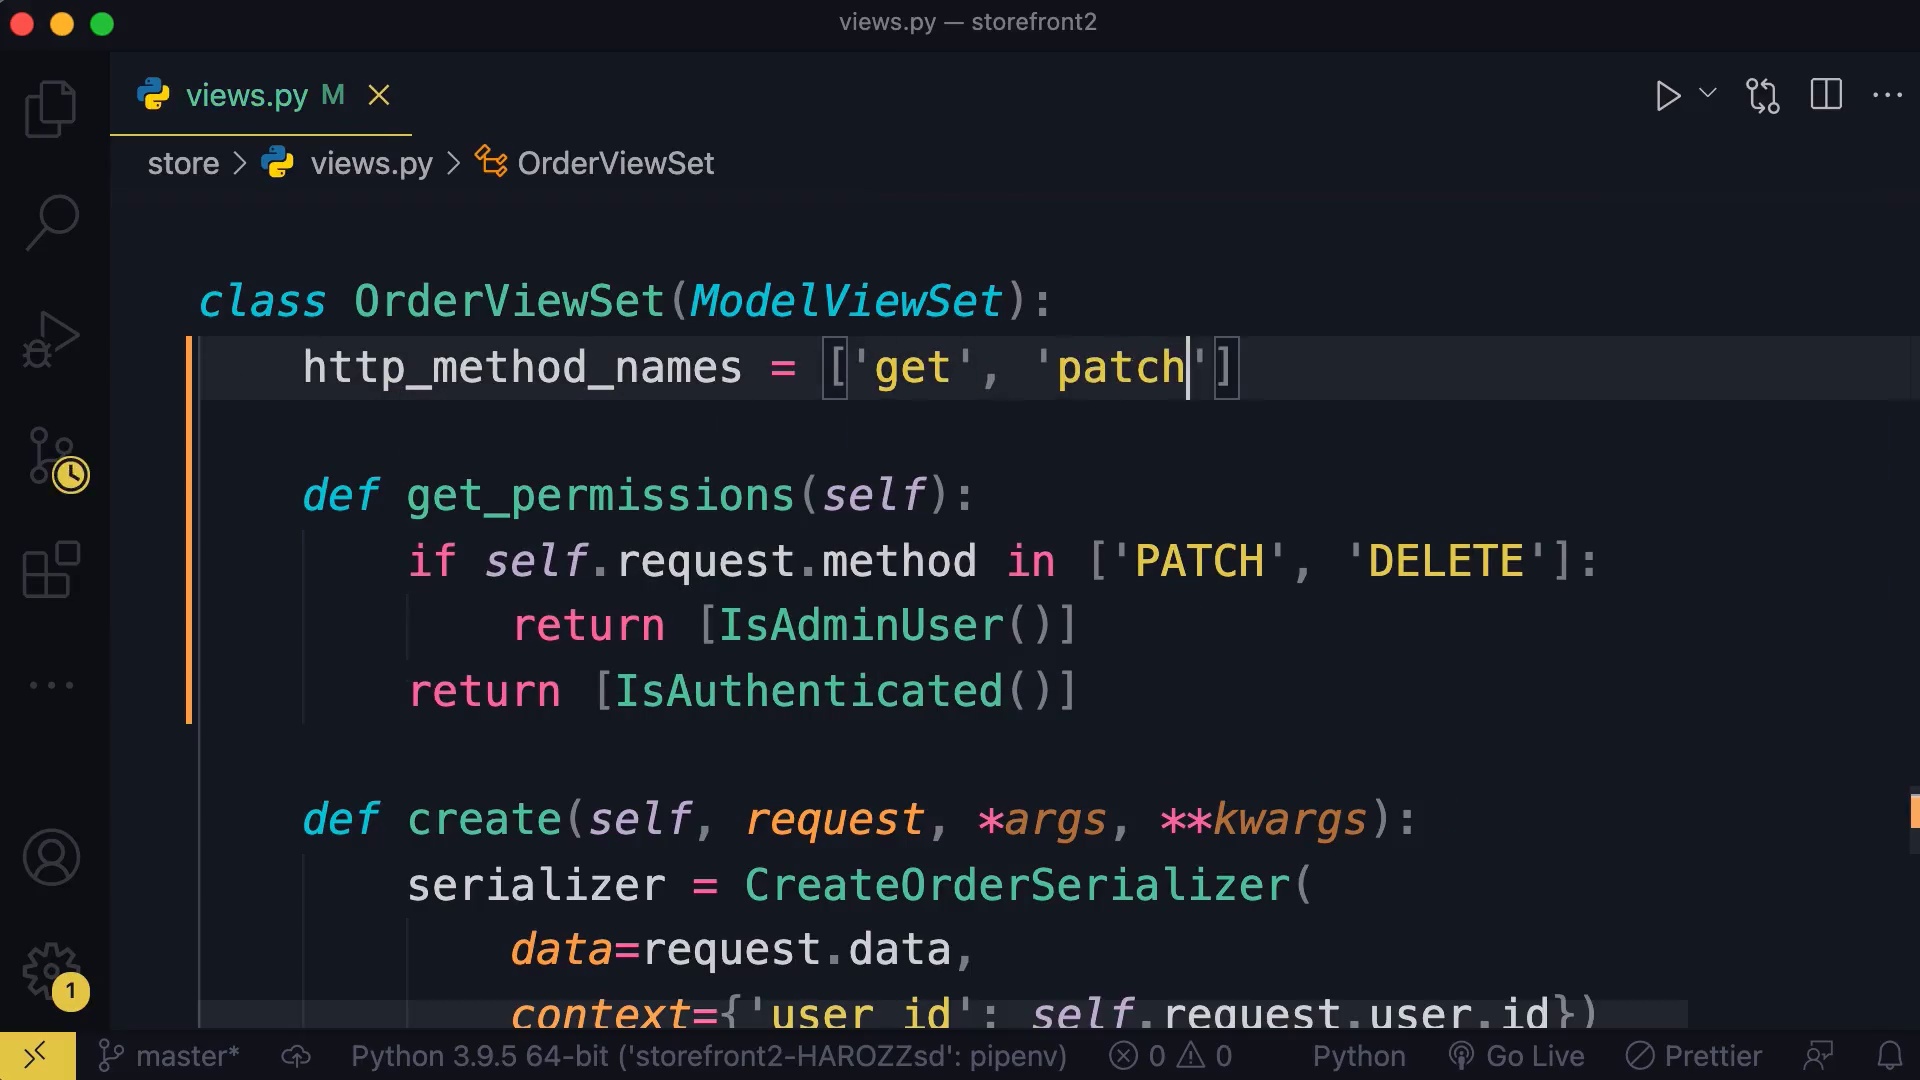 views.py — storefront2
views.py M
store > views.py > OrderViewSet
class OrderViewSet(ModelViewSet):
http_method_names = ['get', 'patch']
def get_permissions(self):
if self.request.method in ['PATCH', 'DELETE']:
return [IsAdminUser()]
return [IsAuthenticated()]
def create(self, request, *args, **kwargs):
serializer = CreateOrderSerializer(
data=request.data,
context={'user_id': self.request.user.id})
1
master* Python 3.9.5 64-bit ('storefront2-HAROZZsd': pipenv) 0 0 Python Go Live Prettier